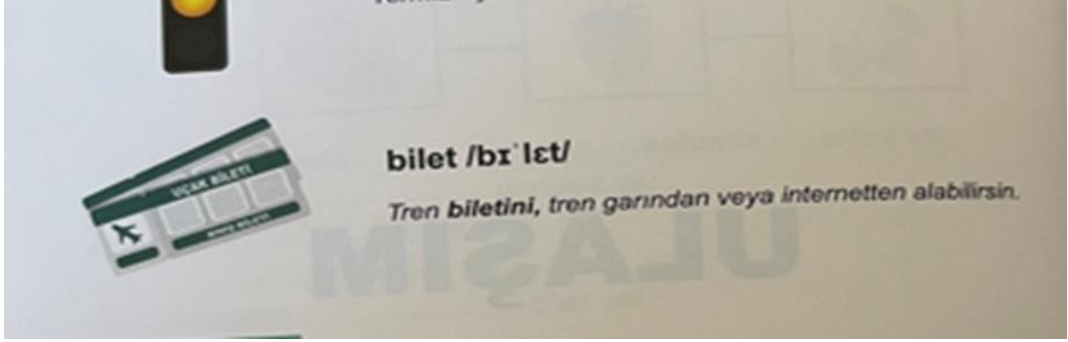 UÇAK BİLETİ
bilet /bɪˈlɛt/
Tren biletini, tren garından veya internetten alabilirsin.
ULAŞIM